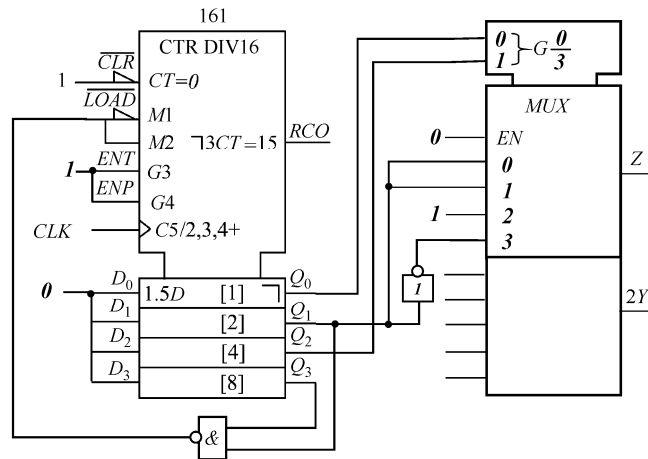 161
CTR DIV16
CLR
1
CT=0
LOAD
M1
M2
⅂3CT=15
RCO
ENT
1
G3
ENP
G4
CLK
C5/2,3,4+
0
D0
1.5D
[1]
⅂
Q0
D1
[2]
Q1
D2
[4]
Q2
D3
[8]
Q3
&
1
0
1
}G 0/3
MUX
0
EN
0
1
1
2
3
Z
2Y